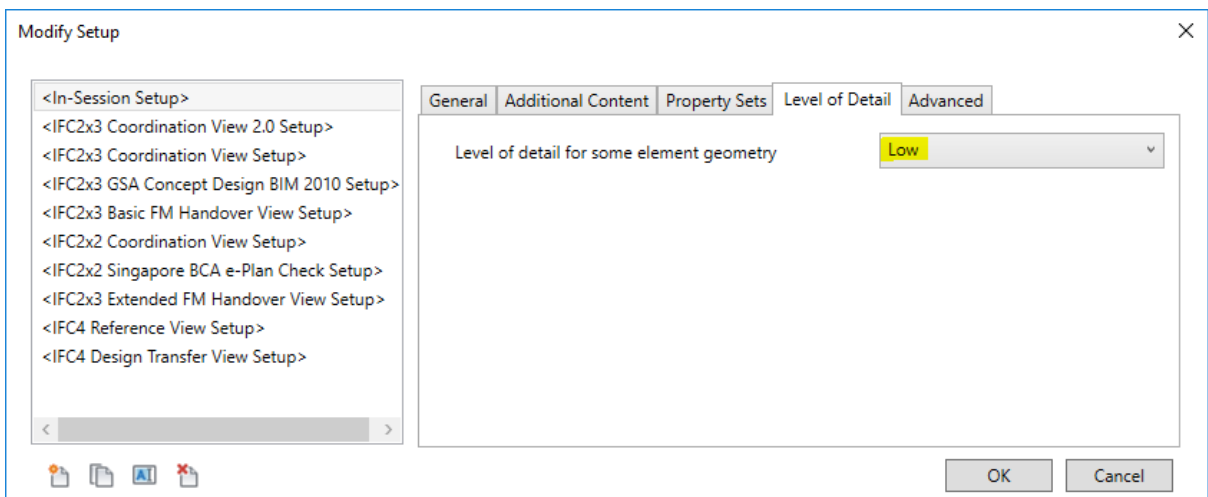 Modify Setup
<In-Session Setup>
<IFC2x3 Coordination View 2.0 Setup>
<IFC2x3 Coordination View Setup>
<IFC2x3 GSA Concept Design BIM 2010 Setup>
<IFC2x3 Basic FM Handover View Setup>
<IFC2x2 Coordination View Setup>
<IFC2x2 Singapore BCA e-Plan Check Setup>
<IFC2x3 Extended FM Handover View Setup>
<IFC4 Reference View Setup>
<IFC4 Design Transfer View Setup>
General Additional Content Property Sets Level of Detail Advanced
Level of detail for some element geometry Low
AI
OK Cancel